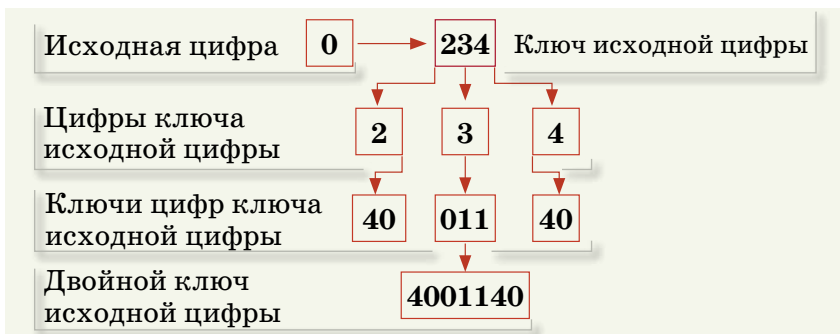 Исходная цифра 0 234 Ключ исходной цифры
Цифры ключа
исходной цифры
2 3 4
Ключи цифр ключа
исходной цифры
40 011 40
Двойной ключ
исходной цифры
4001140